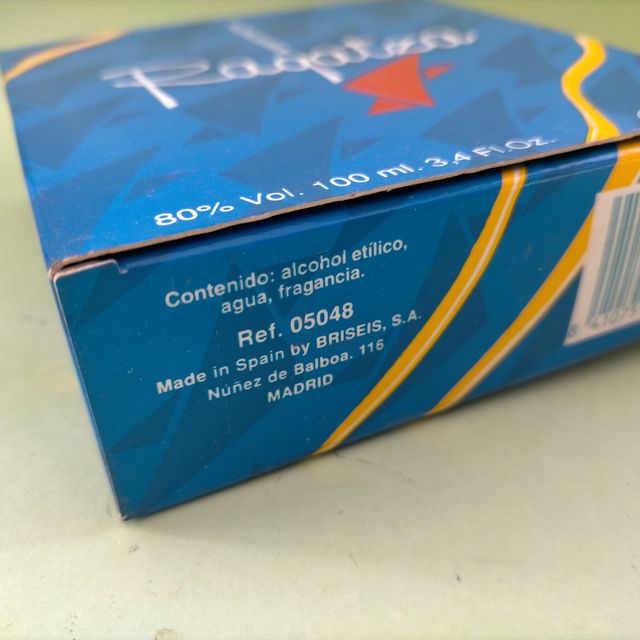 80% Vol. 100 ml. 3.4 Fl.Oz.
Contenido: alcohol etílico,
agua, fragancia.
Ref. 05048
Made in Spain by BRISEIS, S.A.
Núñez de Balboa. 116
MADRID